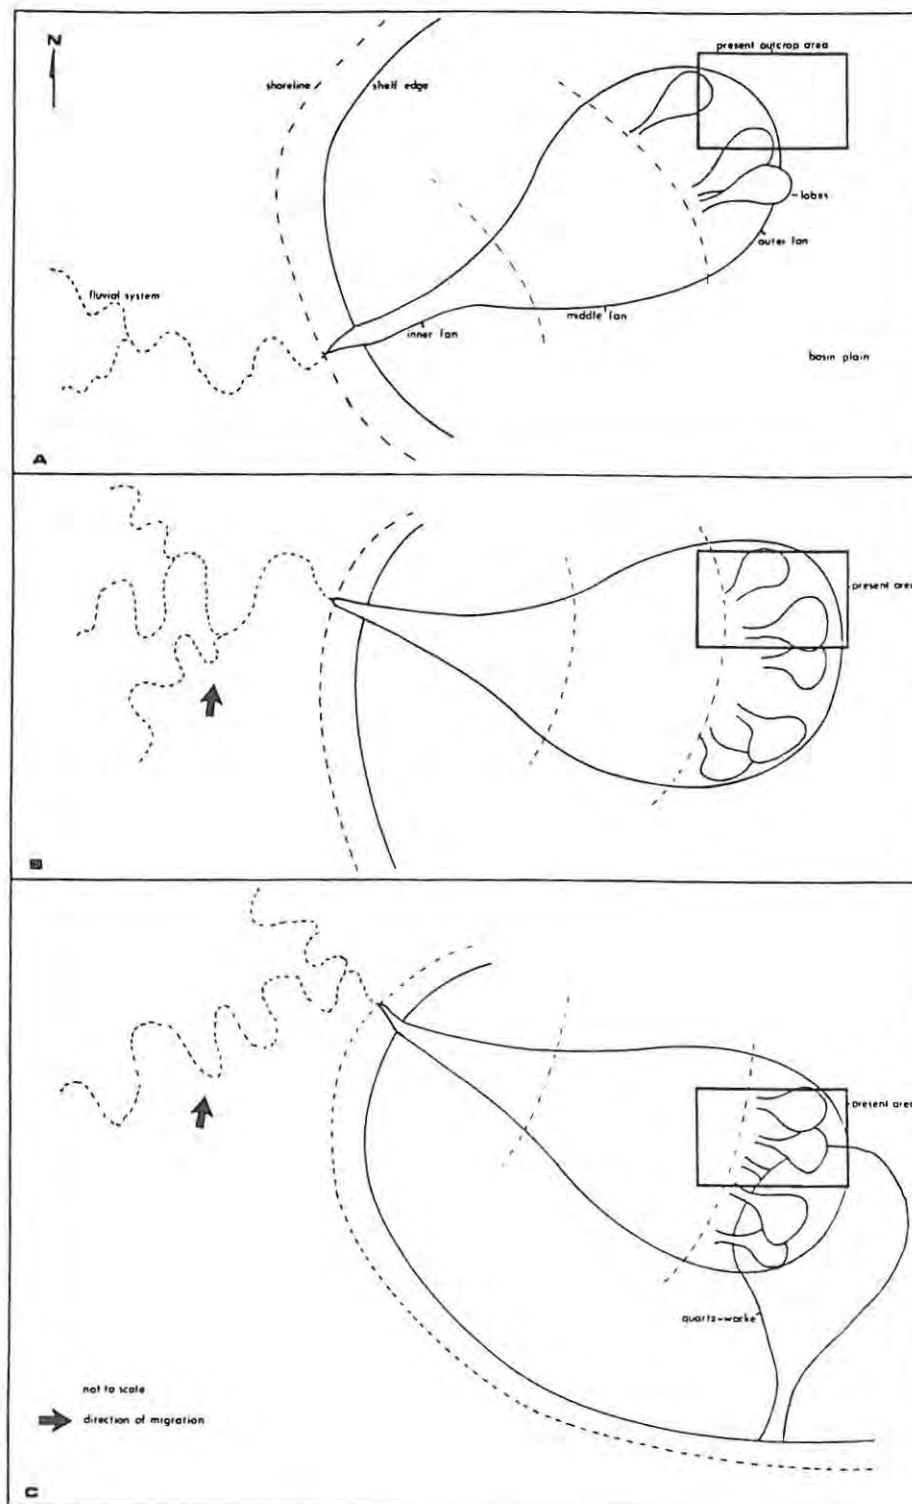 N
present outcrop area
shoreline
shelf edge
lobes
outer fan
fluvial system
middle fan
inner fan
basin plain
A
present area
B
present area
quartz-wacke
not to scale
direction of migration
C